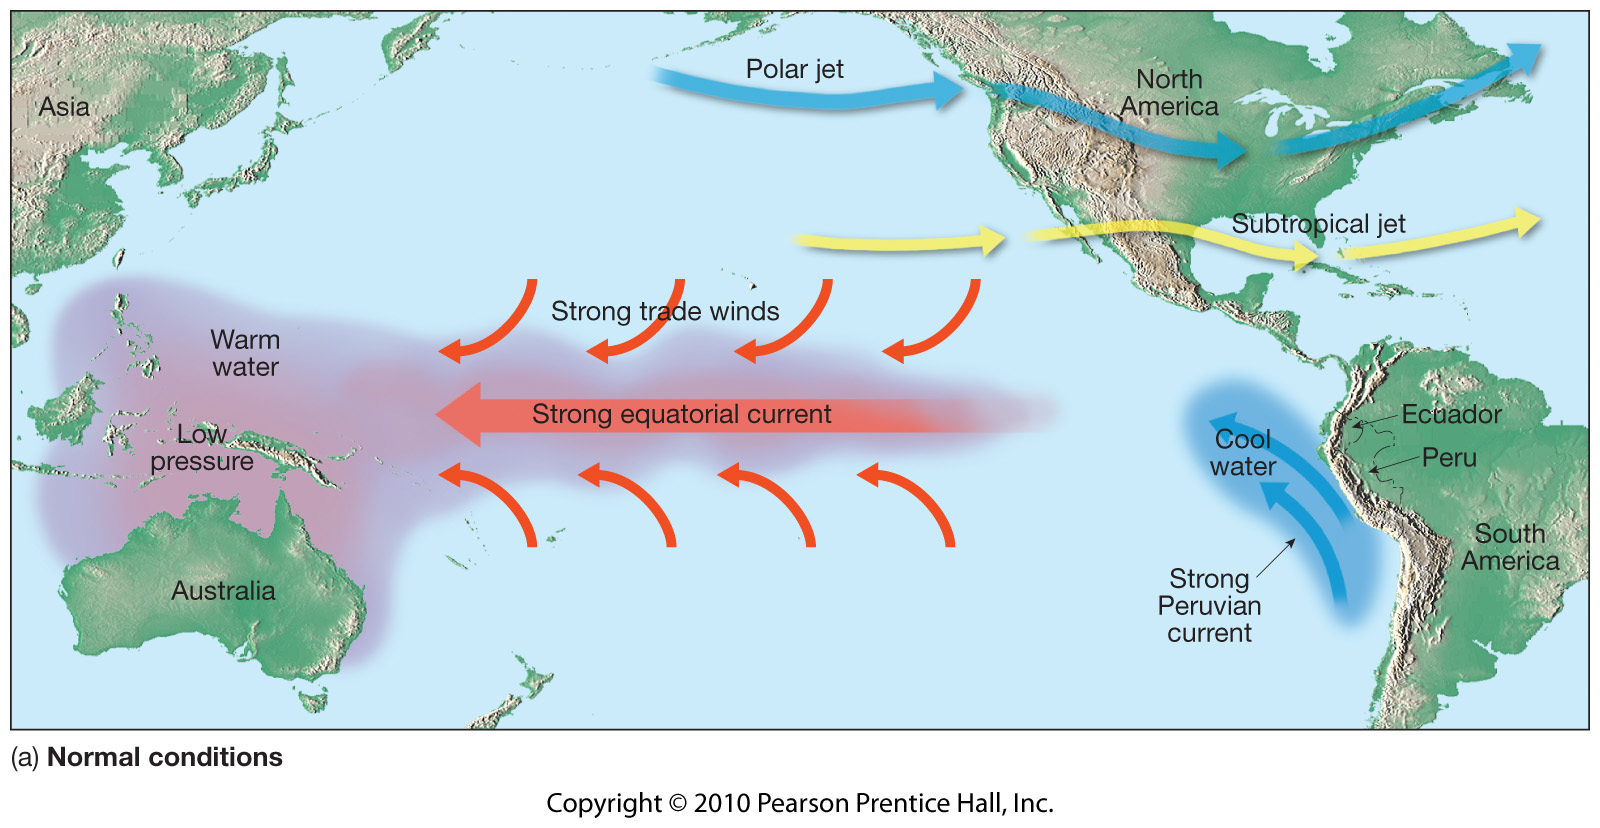 Polar jet
North
America
Asia
Subtropical jet
Strong trade winds
Warm
water
Strong equatorial current
Ecuador
Low
pressure
Cool
water
Peru
South
America
Australia
Strong
Peruvian
current
(a) Normal conditions
Copyright © 2010 Pearson Prentice Hall, Inc.